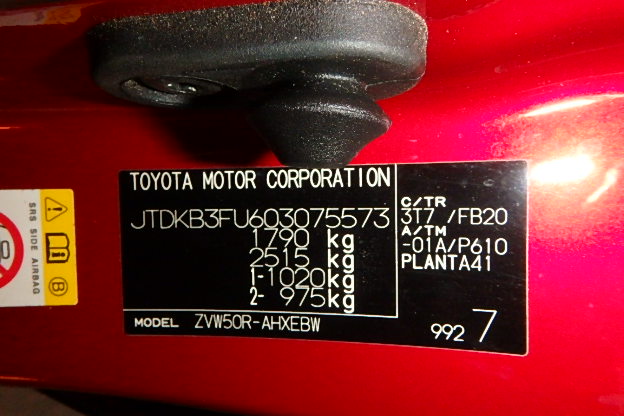 TOYOTA MOTOR CORPORATION
JTDKB3FU603075573
1790 kg
2515 kg
1-1020kg
2- 975kg
C/TR
3T7 /FB20
A/TM
-01A/P610
PLANTA41
MODEL ZVW50R-AHXEBW
992 7
SRS SIDE AIRBAG
B